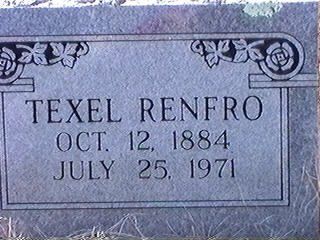 TEXEL RENFRO
OCT. 12, 1884
JULY 25, 1971